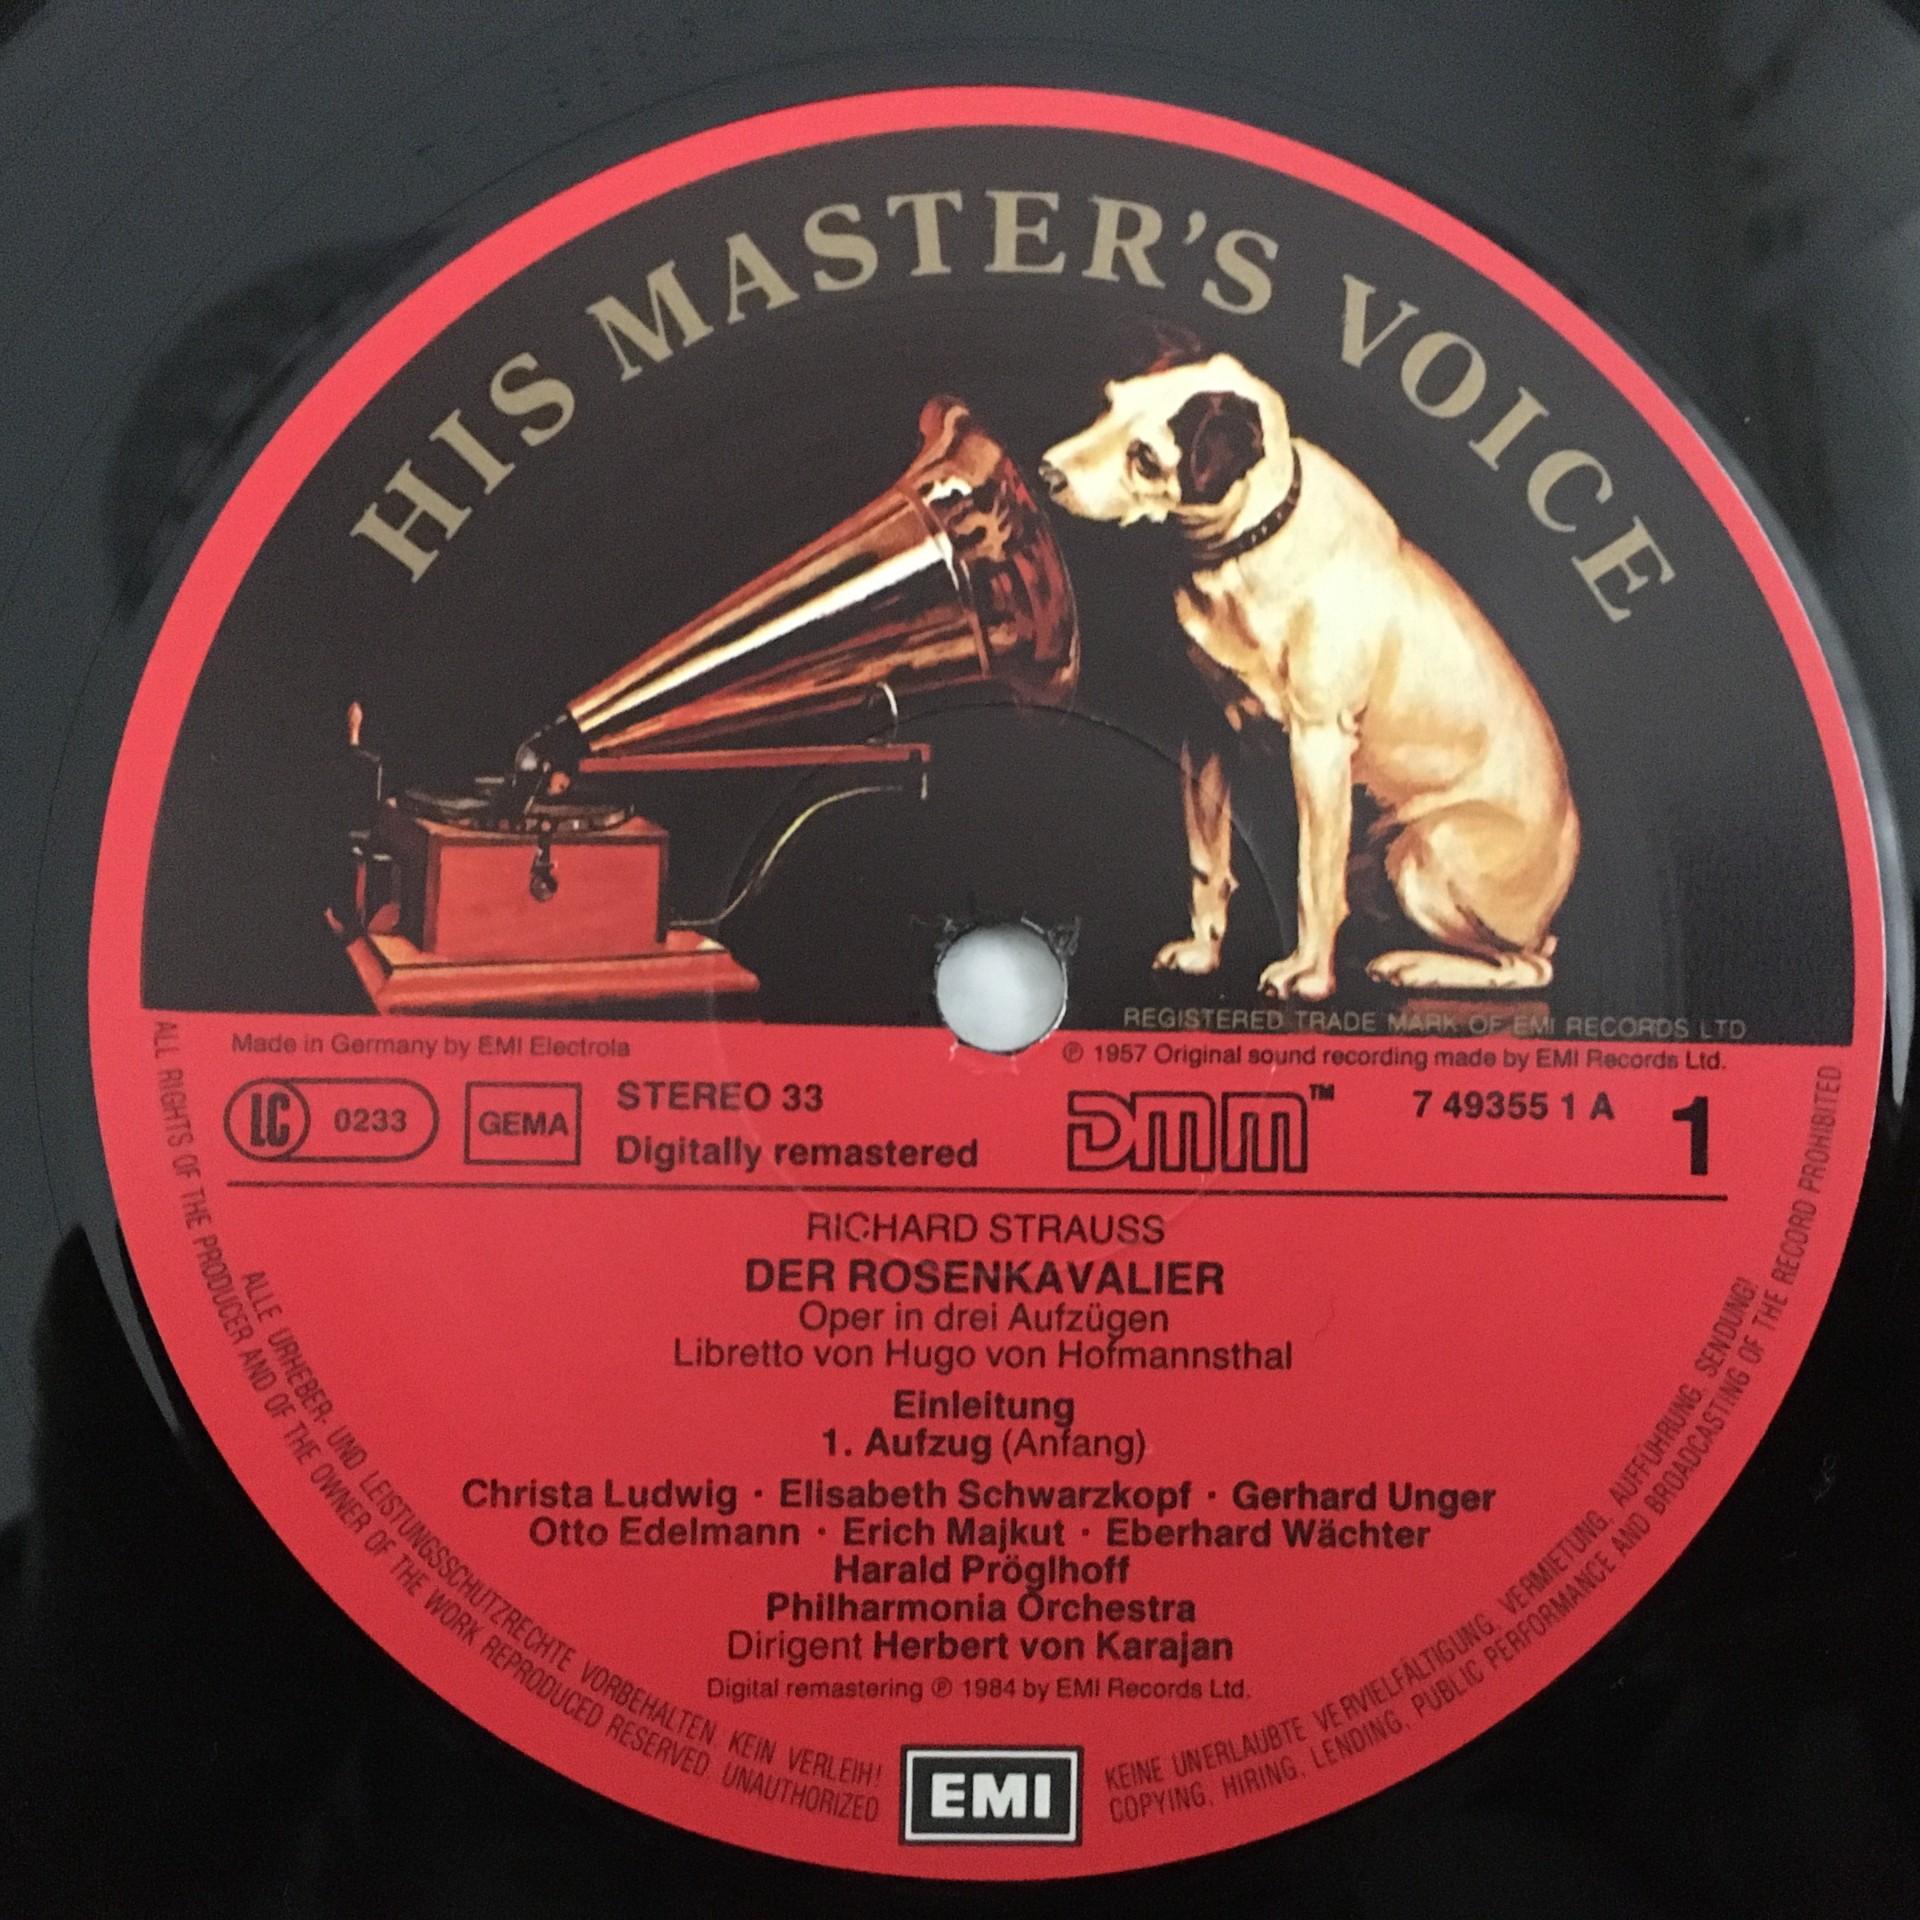 HIS MASTER'S VOICE
REGISTERED TRADE MARK OF EMI RECORDS LTD
Made in Germany by EMI Electrola
℗ 1957 Original sound recording made by EMI Records Ltd.
LC 0233
GEMA
STEREO 33
Digitally remastered
DMM™
7 49355 1 A
1
RICHARD STRAUSS
DER ROSENKAVALIER
Oper in drei Aufzügen
Libretto von Hugo von Hofmannsthal
Einleitung
1. Aufzug (Anfang)
Christa Ludwig · Elisabeth Schwarzkopf · Gerhard Unger
Otto Edelmann · Erich Majkut · Eberhard Wächter
Harald Pröglhoff
Philharmonia Orchestra
Dirigent Herbert von Karajan
Digital remastering ℗ 1984 by EMI Records Ltd.
EMI
ALLE URHEBER- UND LEISTUNGSSCHUTZRECHTE VORBEHALTEN. KEIN VERLEIH! KEINE UNERLAUBTE VERVIELFÄLTIGUNG, VERMIETUNG, AUFFÜHRUNG, SENDUNG!
ALL RIGHTS OF THE PRODUCER AND OF THE OWNER OF THE WORK REPRODUCED RESERVED. UNAUTHORIZED COPYING, HIRING, LENDING, PUBLIC PERFORMANCE AND BROADCASTING OF THE RECORD PROHIBITED